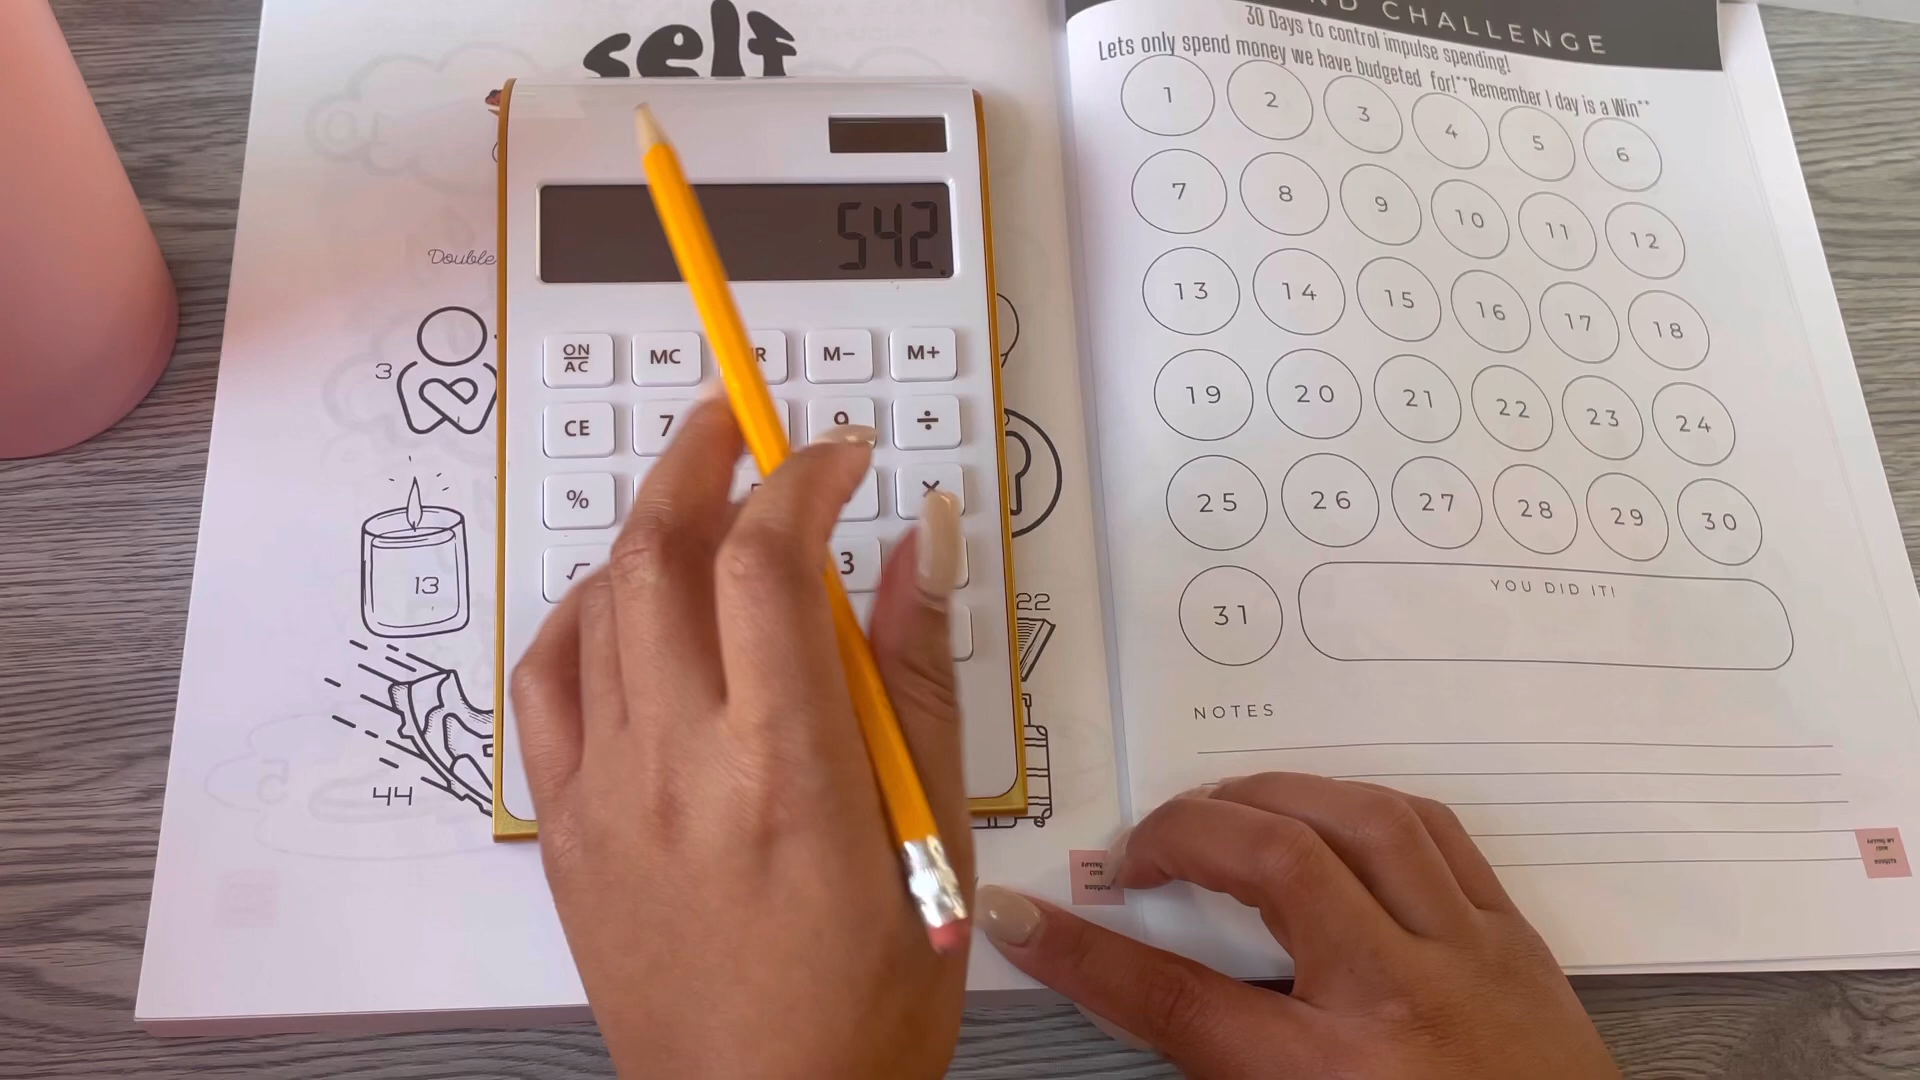 self
Double
3
13
44
22
542.
ON
AC
MC
M−
M+
CE
7
9
÷
%
×
√
3
ND CHALLENGE
30 Days to control impulse spending!
Lets only spend money we have budgeted for!**Remember 1 day is a Win**
1 2 3 4 5 6
7 8 9 10 11 12
13 14 15 16 17 18
19 20 21 22 23 24
25 26 27 28 29 30
31
YOU DID IT!
NOTES